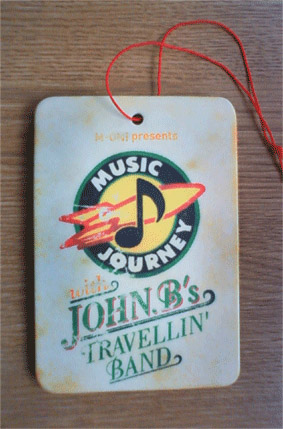 presents
MUSIC
JOURNEY
with
JOHN.B's
TRAVELLIN'
BAND